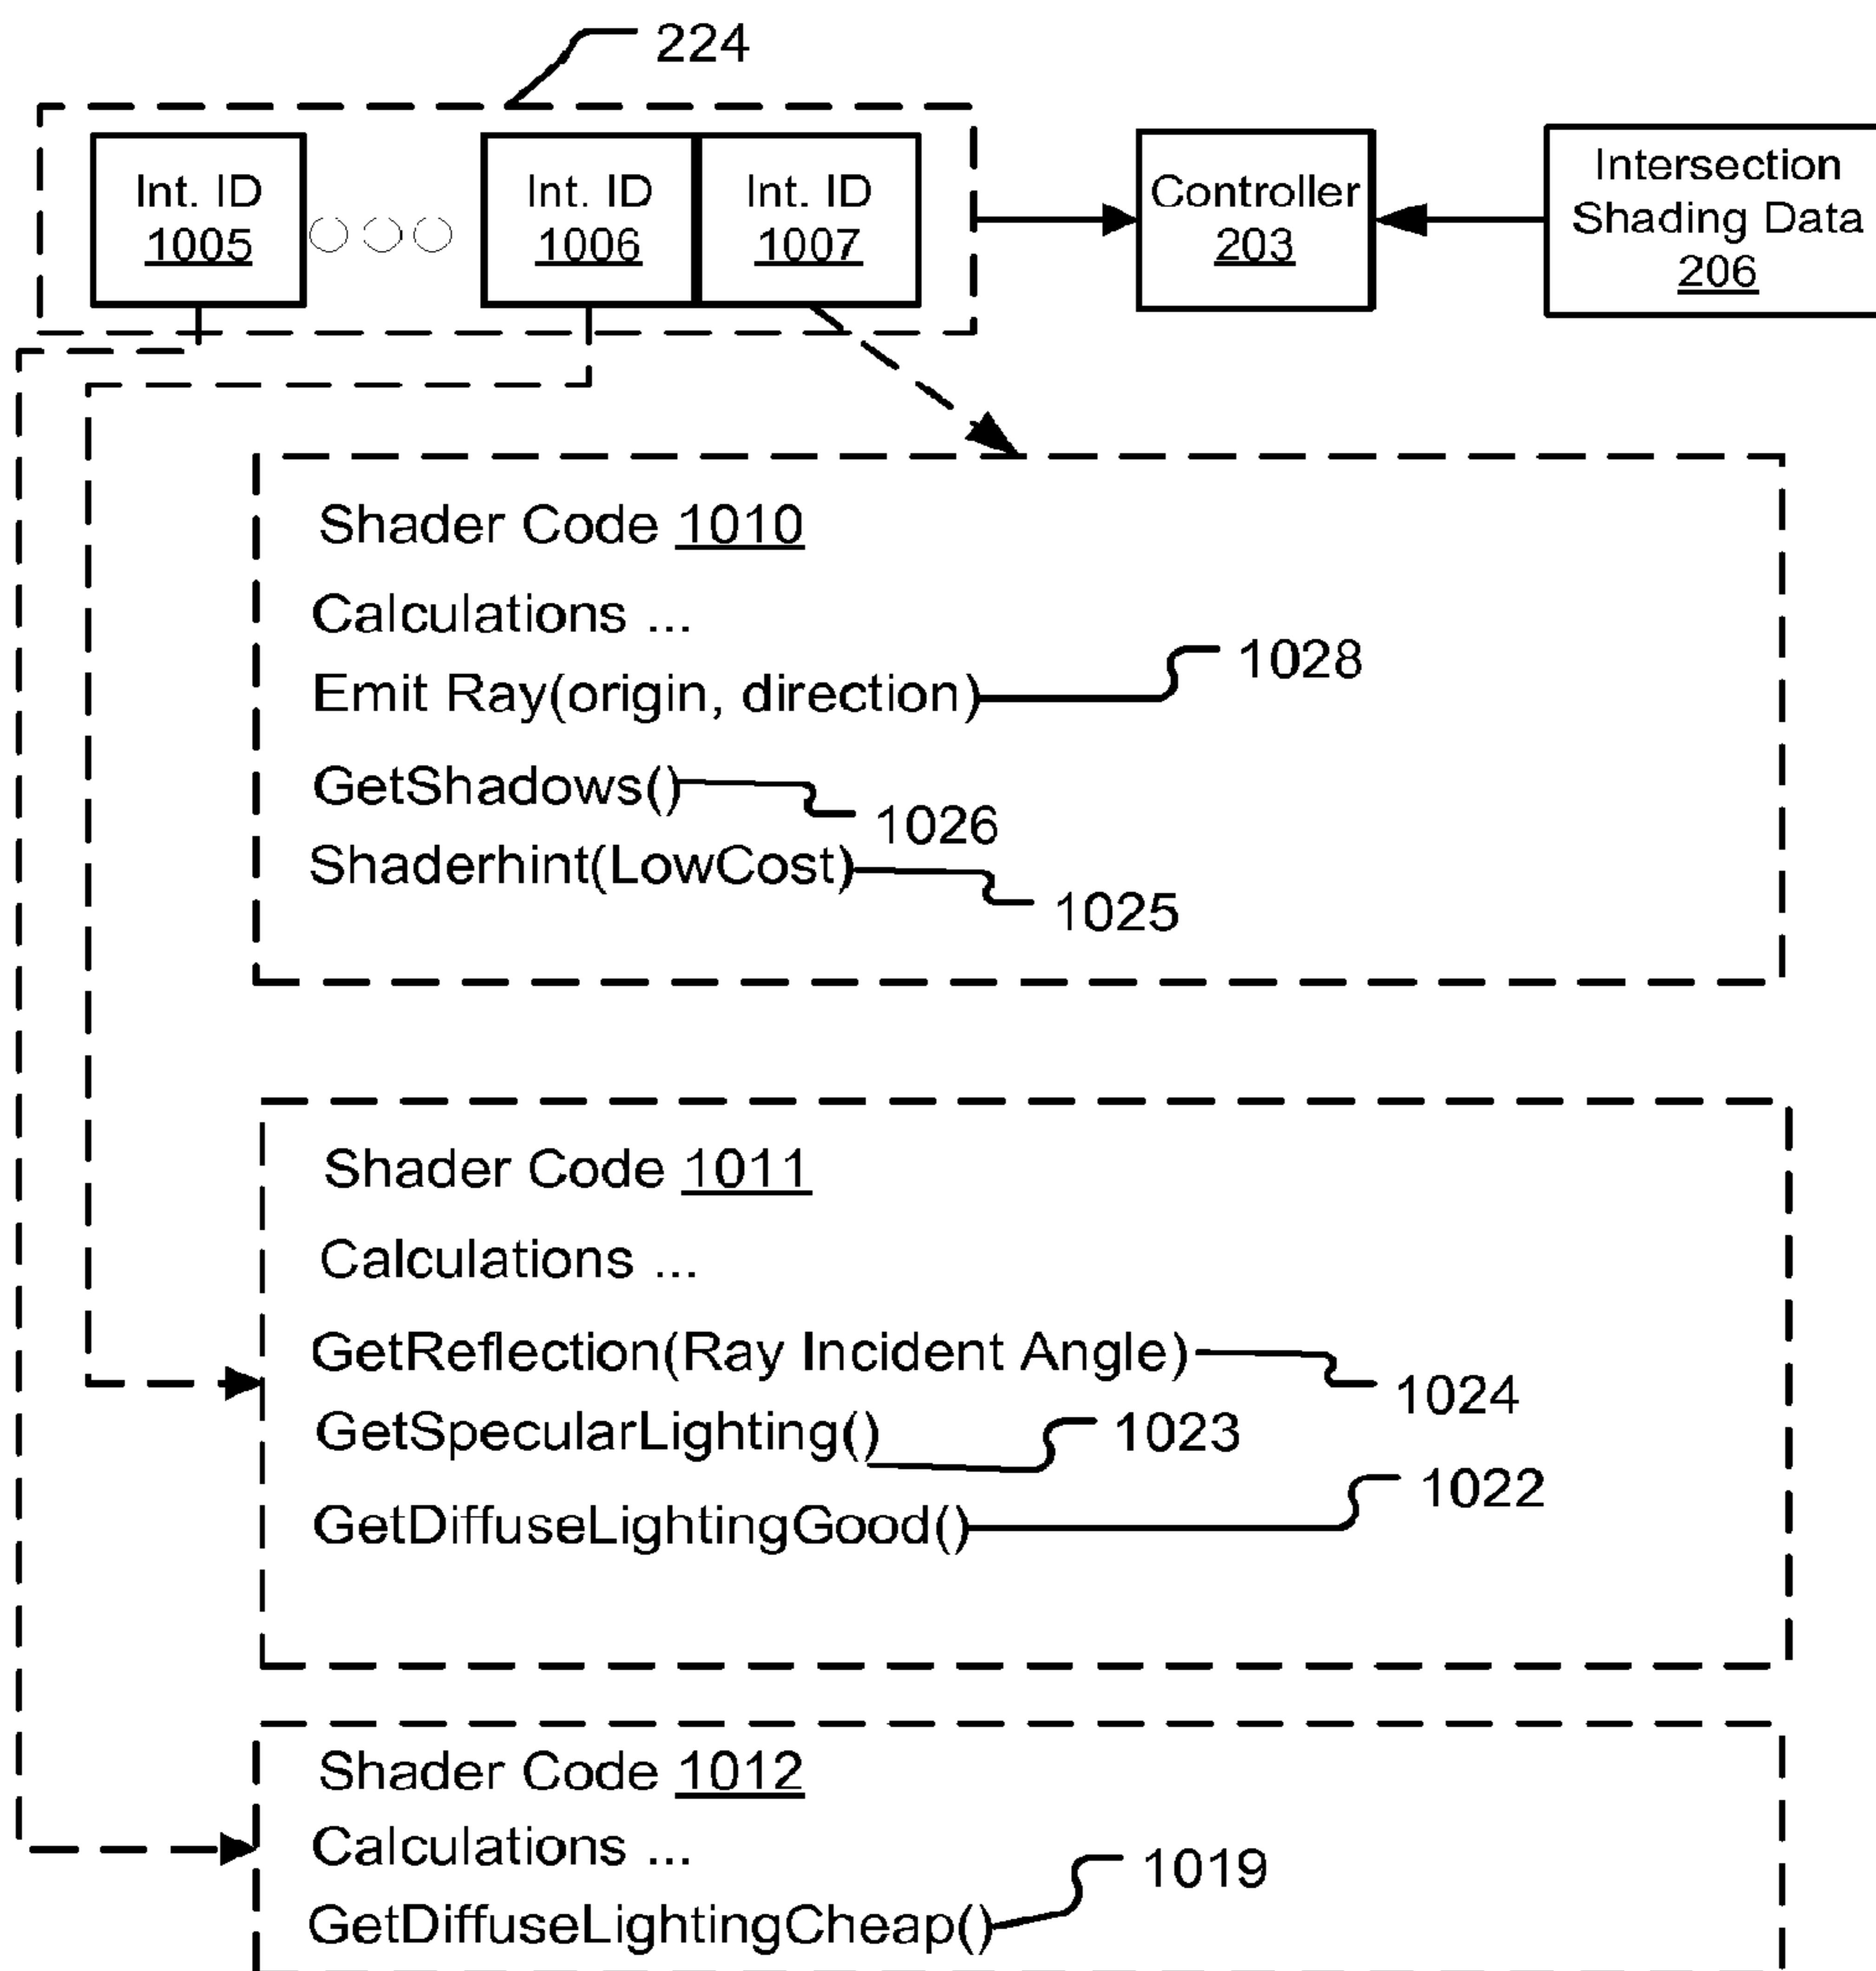 224
Int. ID
1005
Int. ID
1006
Int. ID
1007
Controller
203
Intersection
Shading Data
206
Shader Code 1010
Calculations ...
Emit Ray(origin, direction)
1028
GetShadows()
1026
Shaderhint(LowCost)
1025
Shader Code 1011
Calculations ...
GetReflection(Ray Incident Angle)
1024
GetSpecularLighting()
1023
GetDiffuseLightingGood()
1022
Shader Code 1012
Calculations ...
GetDiffuseLightingCheap()
1019